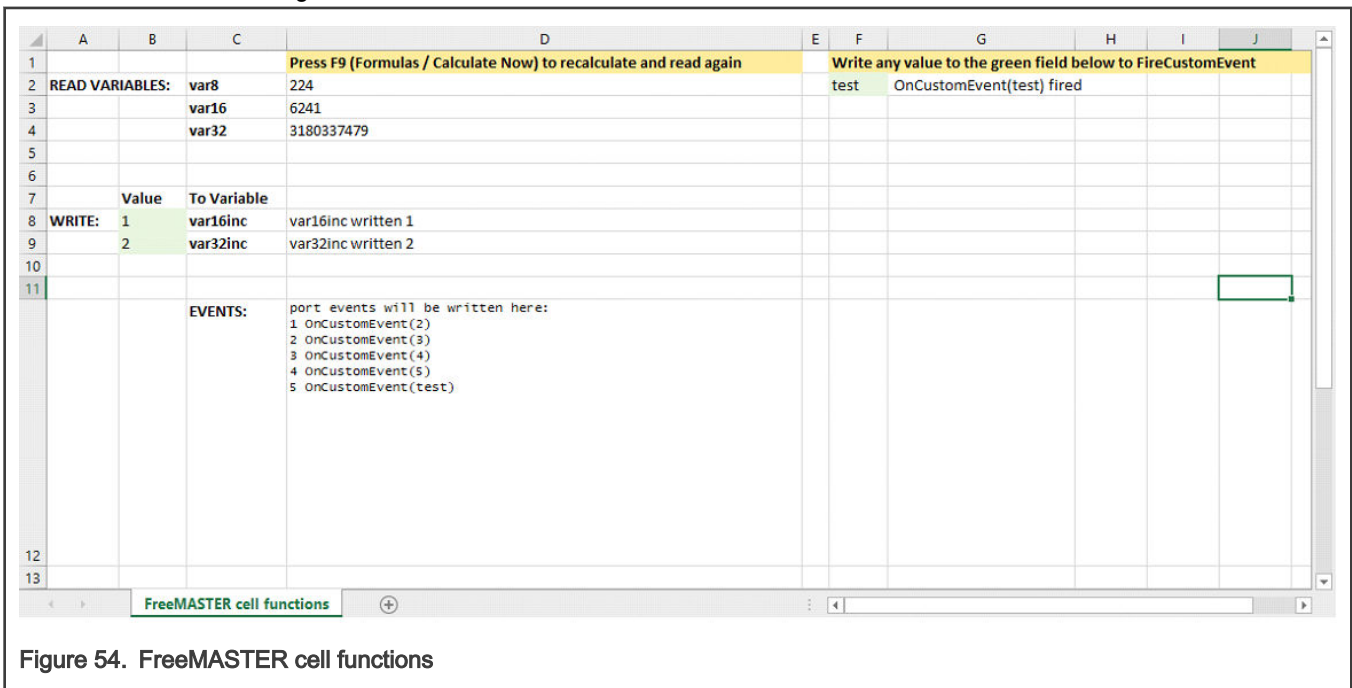 A B C D E F G H I J
1 Press F9 (Formulas / Calculate Now) to recalculate and read again Write any value to the green field below to FireCustomEvent
2 READ VARIABLES: var8 224 test OnCustomEvent(test) fired
3 var16 6241
4 var32 3180337479
5
6
7 Value To Variable
8 WRITE: 1 var16inc var16inc written 1
9 2 var32inc var32inc written 2
10
11
EVENTS: port events will be written here:
1 OnCustomEvent(2)
2 OnCustomEvent(3)
3 OnCustomEvent(4)
4 OnCustomEvent(5)
5 OnCustomEvent(test)
12
13
FreeMASTER cell functions
Figure 54. FreeMASTER cell functions